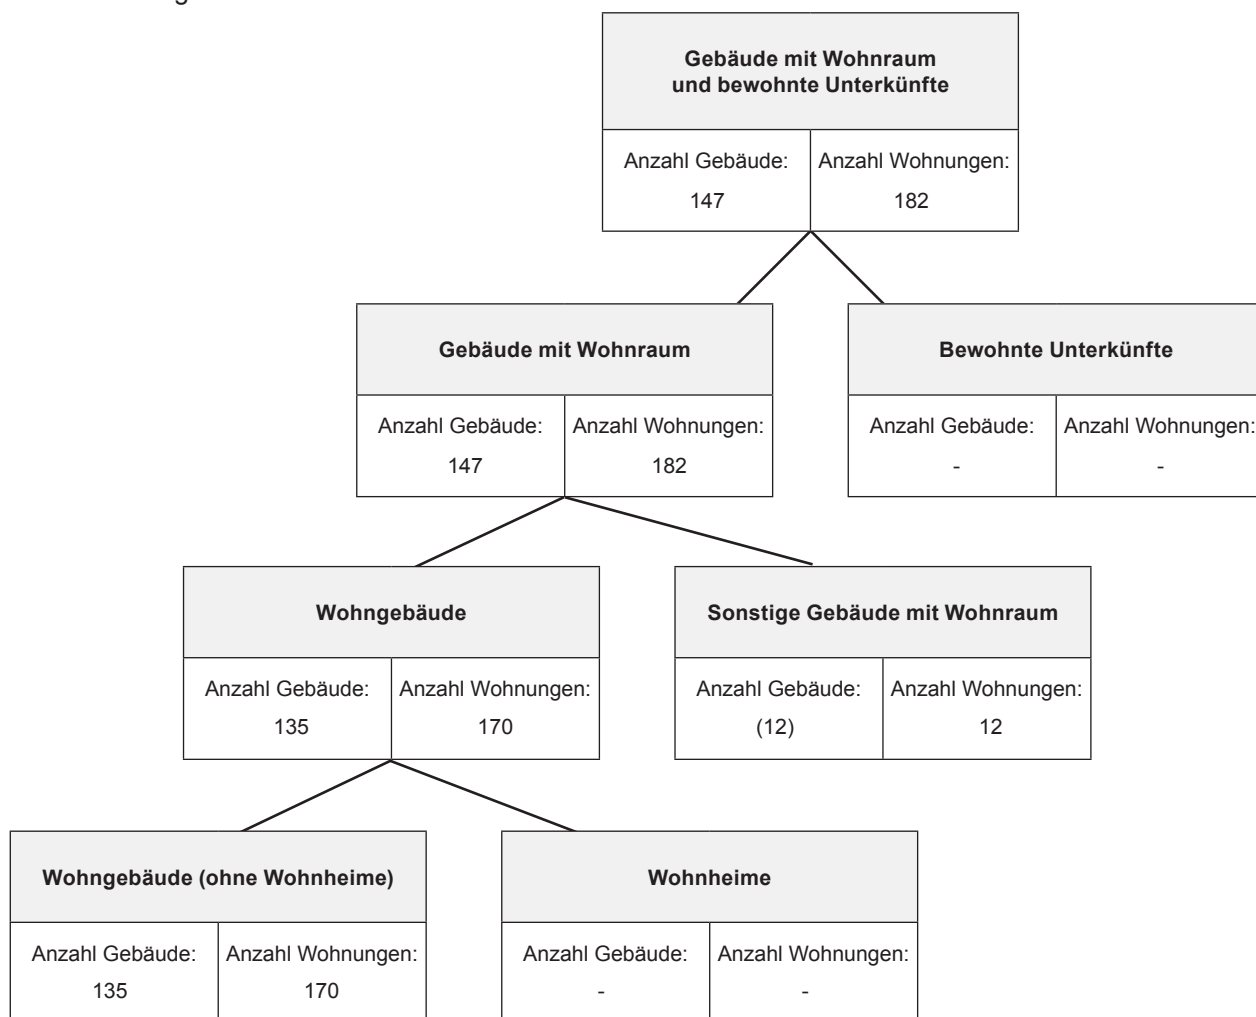 Gebäude mit Wohnraum
und bewohnte Unterkünfte
Anzahl Gebäude: Anzahl Wohnungen:
147 182
Gebäude mit Wohnraum Bewohnte Unterkünfte
Anzahl Gebäude: Anzahl Wohnungen: Anzahl Gebäude: Anzahl Wohnungen:
147 182 - -
Wohngebäude Sonstige Gebäude mit Wohnraum
Anzahl Gebäude: Anzahl Wohnungen: Anzahl Gebäude: Anzahl Wohnungen:
135 170 (12) 12
Wohngebäude (ohne Wohnheime) Wohnheime
Anzahl Gebäude: Anzahl Wohnungen: Anzahl Gebäude: Anzahl Wohnungen:
135 170 - -